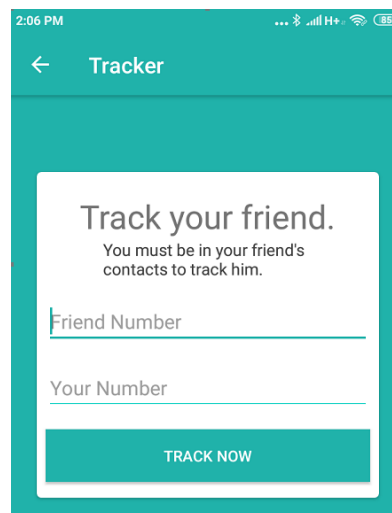 2:06 PM ... H+ 85
Tracker
Track your friend.
You must be in your friend's
contacts to track him.
Friend Number
Your Number
TRACK NOW